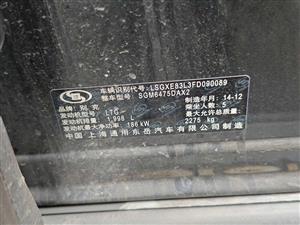 车辆识别代号: LSGXE83L3FD090089
整车型号: SGM6475DAX2
品牌: 别克 制造年月: 14-12
发动机型号: LTG 乘坐人数: 5
发动机排量: 1,998 L 最大允许总质量:
发动机最大净功率: 186 kW 2275 kg
中国 上海通用东岳汽车有限公司 制造